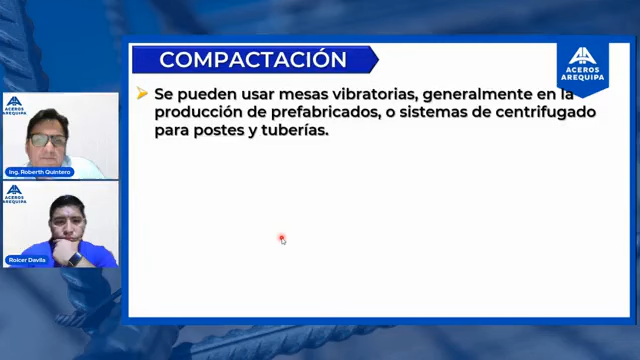 COMPACTACIÓN
ACEROS
AREQUIPA
Se pueden usar mesas vibratorias, generalmente en la
producción de prefabricados, o sistemas de centrifugado
para postes y tuberías.
ACEROS
AREQUIPA
Ing. Roberth Quintero
ACEROS
AREQUIPA
Roicer Davila